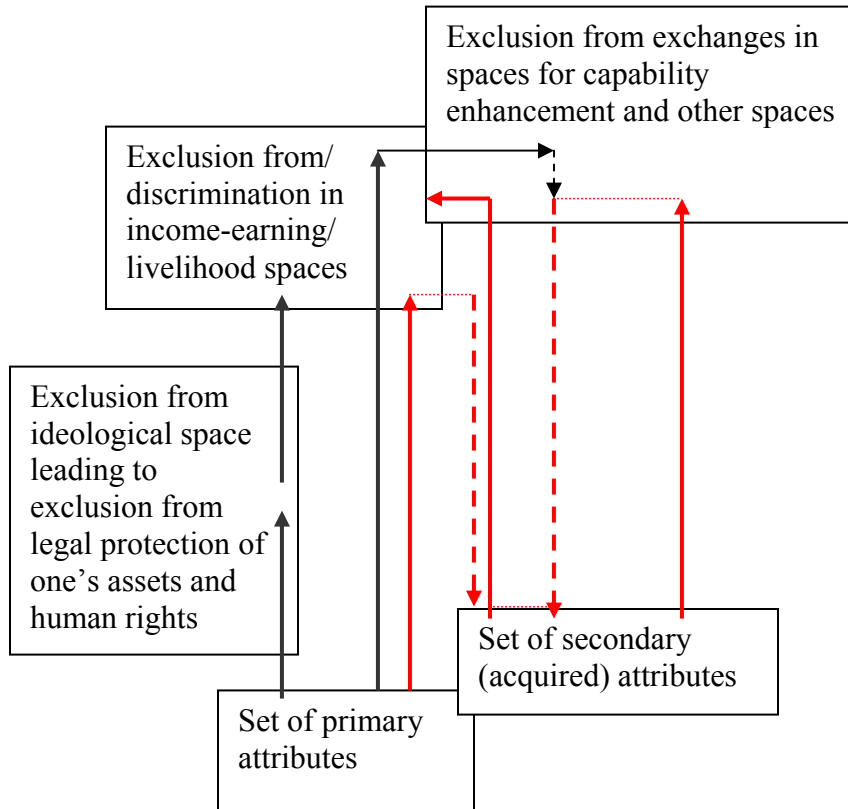 Exclusion from exchanges in
spaces for capability
enhancement and other spaces
Exclusion from/
discrimination in
income-earning/
livelihood spaces
Exclusion from
ideological space
leading to
exclusion from
legal protection of
one’s assets and
human rights
Set of secondary
(acquired) attributes
Set of primary
attributes